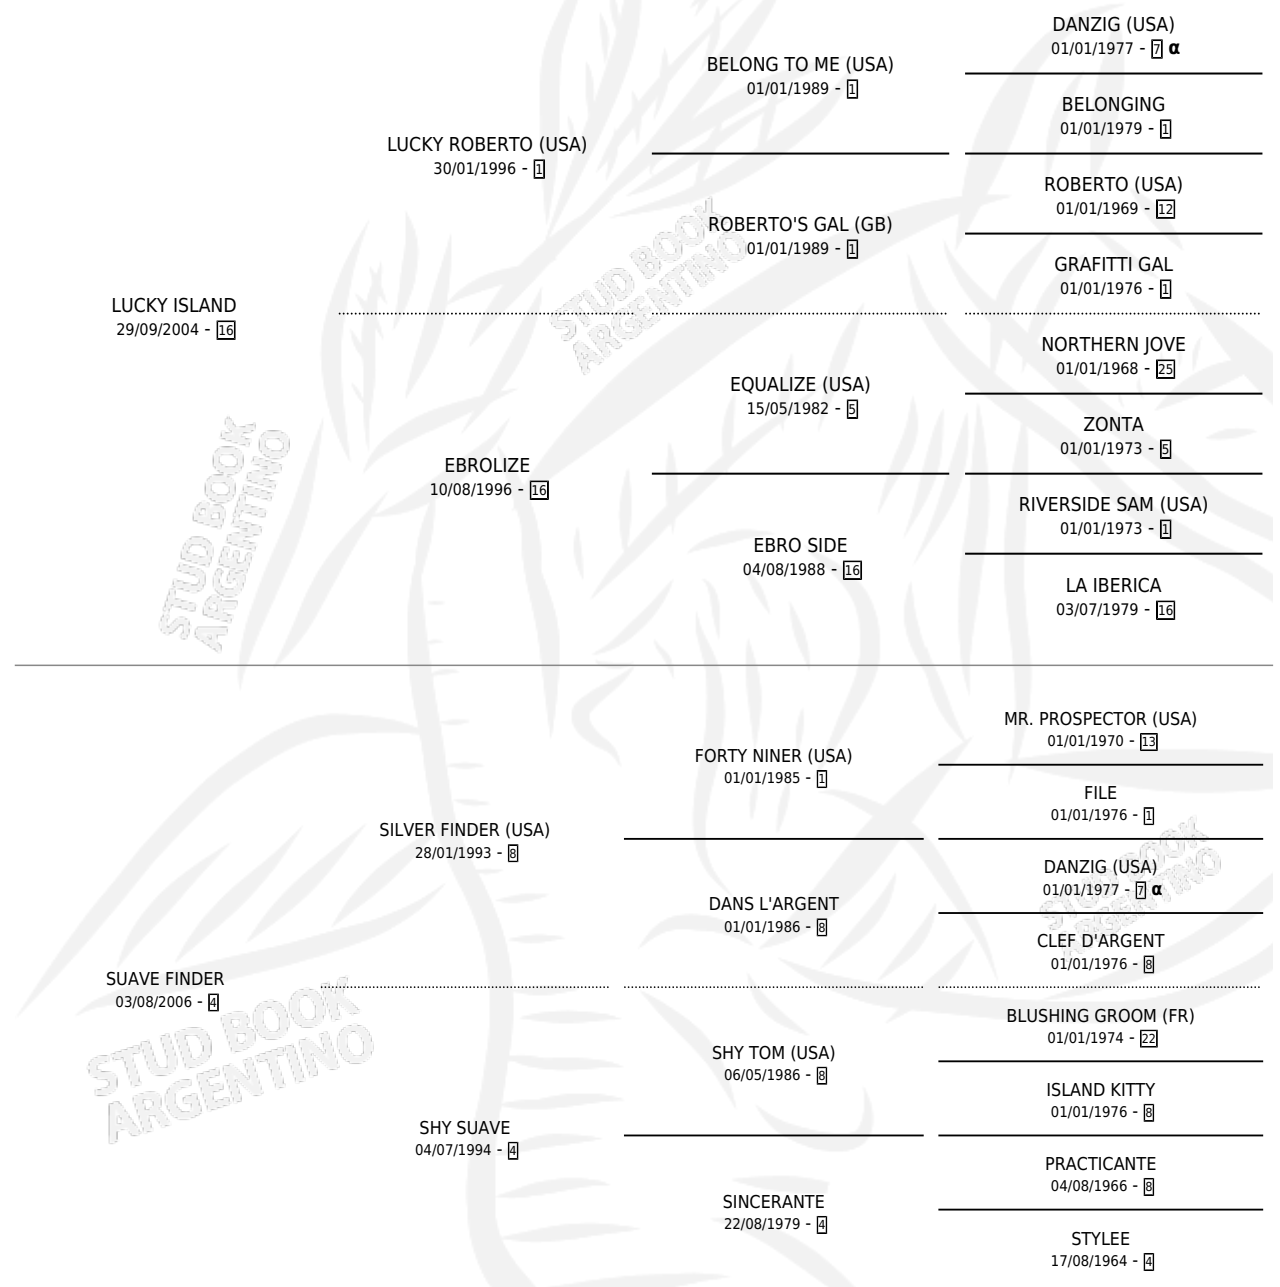 LUCKY ISLAND
29/09/2004 - 16
LUCKY ROBERTO (USA)
30/01/1996 - 1
EBROLIZE
10/08/1996 - 16
BELONG TO ME (USA)
01/01/1989 - 1
ROBERTO'S GAL (GB)
01/01/1989 - 1
EQUALIZE (USA)
15/05/1982 - 5
EBRO SIDE
04/08/1988 - 16
DANZIG (USA)
01/01/1977 - 7 α
BELONGING
01/01/1979 - 1
ROBERTO (USA)
01/01/1969 - 12
GRAFITTI GAL
01/01/1976 - 1
NORTHERN JOVE
01/01/1968 - 25
ZONTA
01/01/1973 - 5
RIVERSIDE SAM (USA)
01/01/1973 - 1
LA IBERICA
03/07/1979 - 16
STUD BOOK
ARGENTINO
STUD BOOK
ARGENTINO
SUAVE FINDER
03/08/2006 - 4
SILVER FINDER (USA)
28/01/1993 - 8
SHY SUAVE
04/07/1994 - 4
FORTY NINER (USA)
01/01/1985 - 1
DANS L'ARGENT
01/01/1986 - 8
SHY TOM (USA)
06/05/1986 - 8
SINCERANTE
22/08/1979 - 4
MR. PROSPECTOR (USA)
01/01/1970 - 13
FILE
01/01/1976 - 1
DANZIG (USA)
01/01/1977 - 7 α
CLEF D'ARGENT
01/01/1976 - 8
BLUSHING GROOM (FR)
01/01/1974 - 22
ISLAND KITTY
01/01/1976 - 8
PRACTICANTE
04/08/1966 - 8
STYLEE
17/08/1964 - 4
STUD BOOK
ARGENTINO
STUD BOOK
ARGENTINO